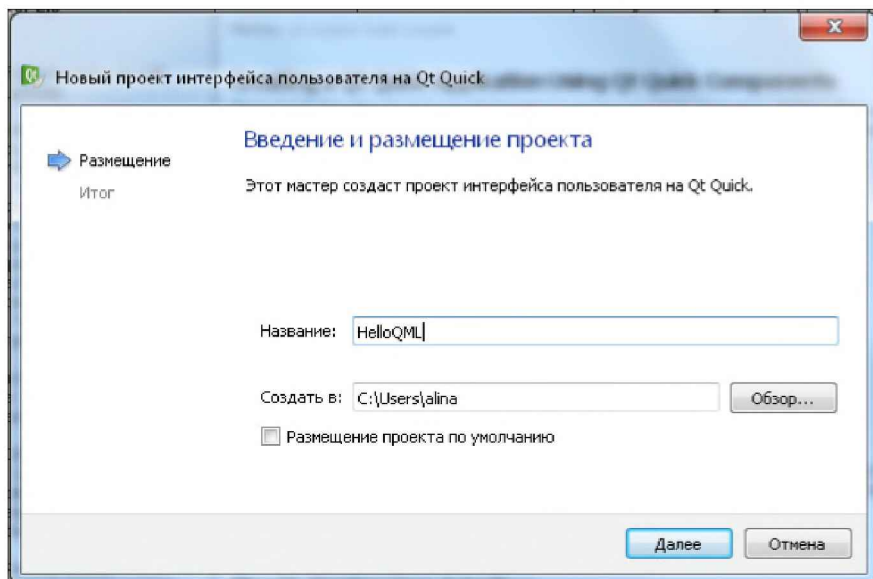 Новый проект интерфейса пользователя на Qt Quick
Размещение
Итог
Введение и размещение проекта
Этот мастер создаст проект интерфейса пользователя на Qt Quick.
Название: HelloQML
Создать в: C:\Users\alina Обзор...
Размещение проекта по умолчанию
Далее Отмена